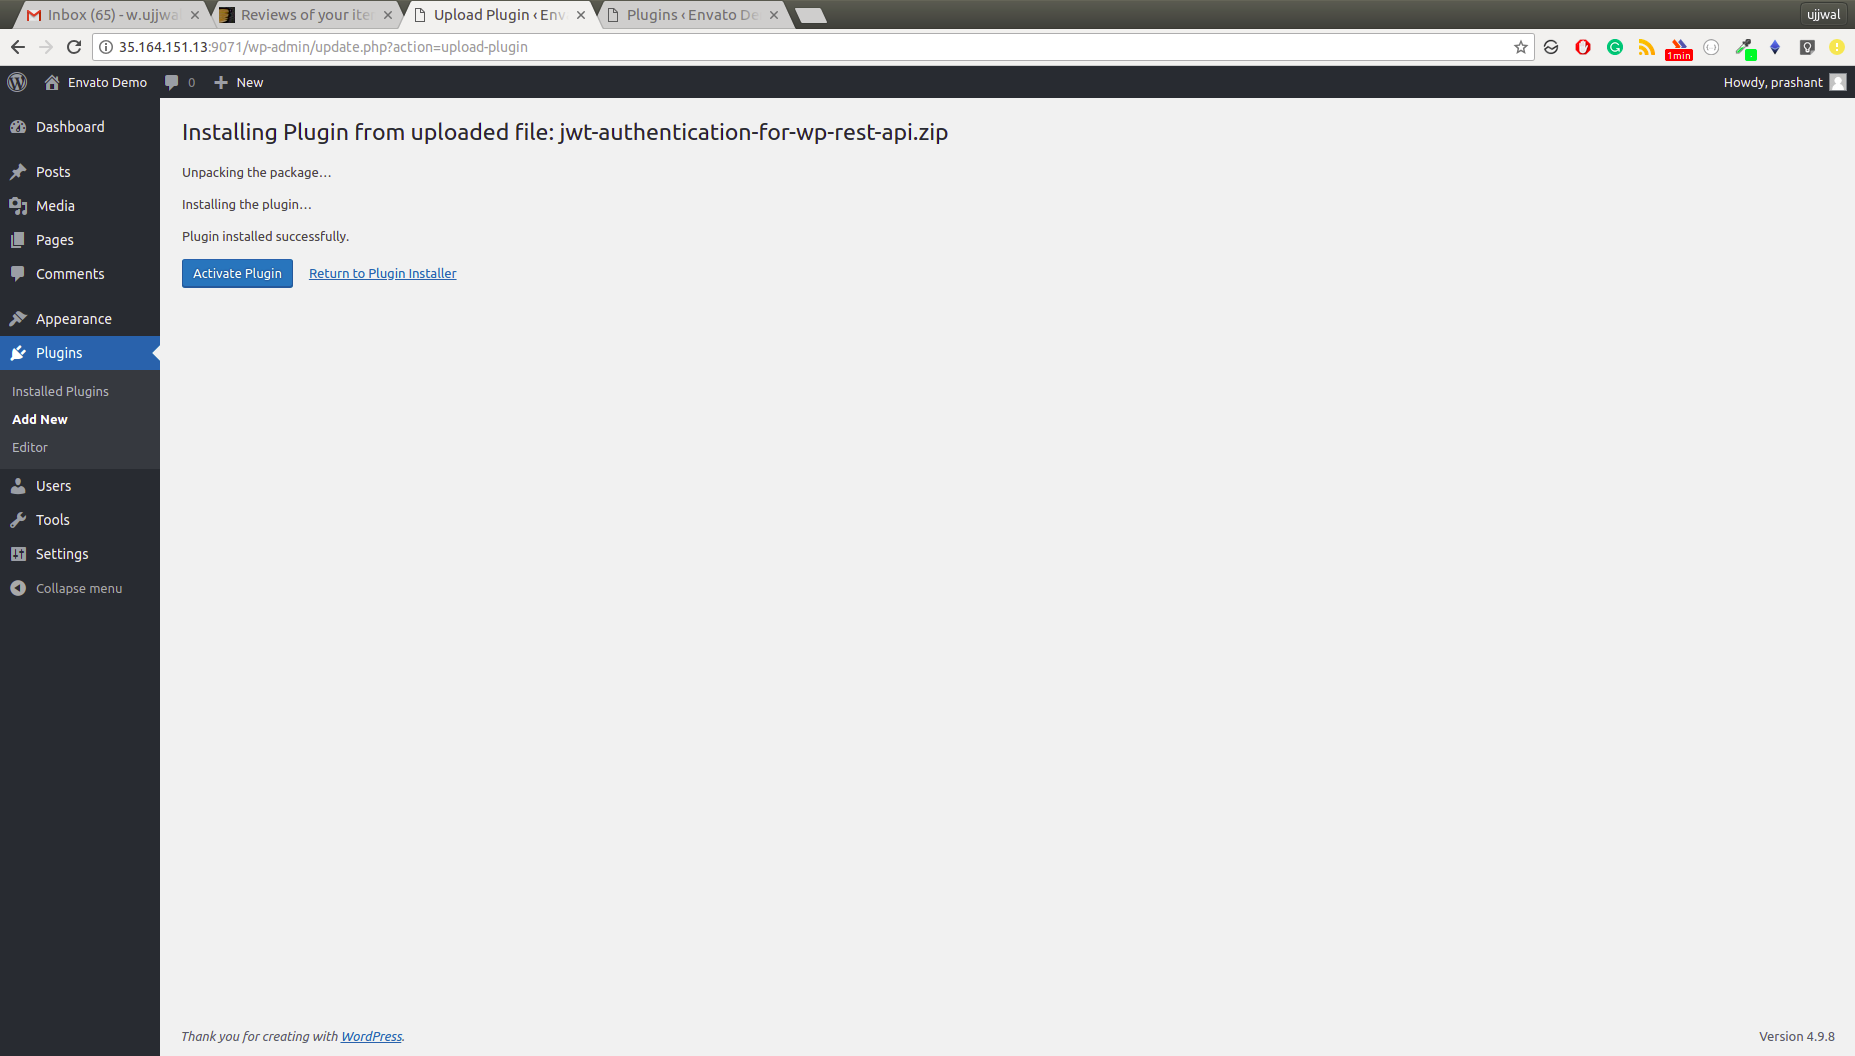 Inbox (65) - w.ujjwa
Reviews of your ite
Upload Plugin ‹ Env
Plugins ‹ Envato De
ujjwal
35.164.151.13:9071/wp-admin/update.php?action=upload-plugin
1min
Envato Demo
0
New
Howdy, prashant
Dashboard
Posts
Media
Pages
Comments
Appearance
Plugins
Installed Plugins
Add New
Editor
Users
Tools
Settings
Collapse menu
Installing Plugin from uploaded file: jwt-authentication-for-wp-rest-api.zip
Unpacking the package…
Installing the plugin…
Plugin installed successfully.
Activate Plugin
Return to Plugin Installer
Thank you for creating with WordPress.
Version 4.9.8